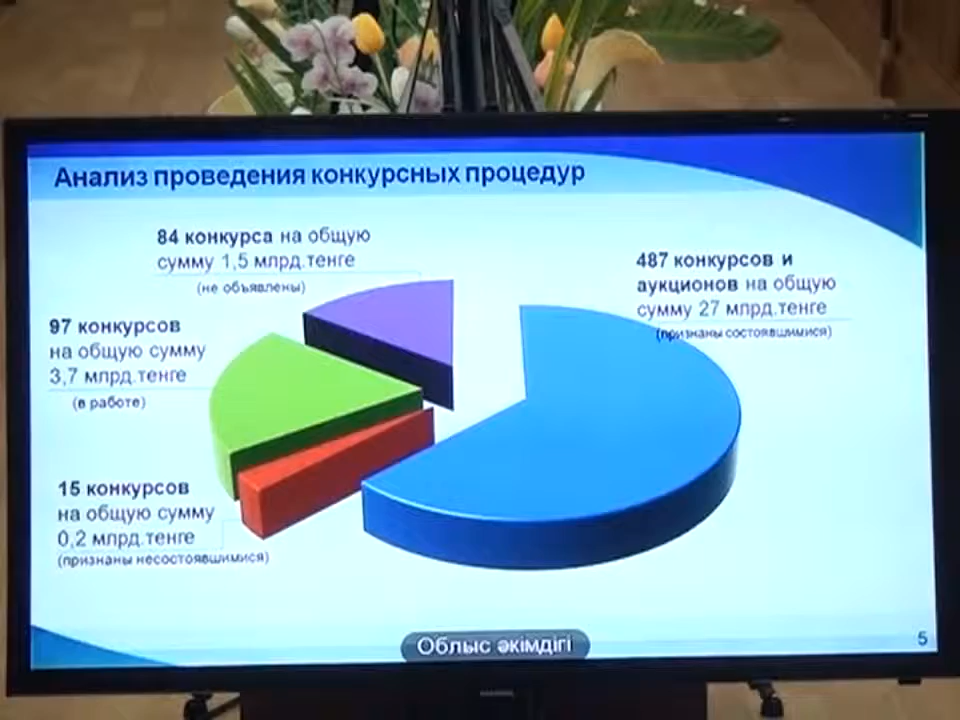 Анализ проведения конкурсных процедур
84 конкурса на общую
сумму 1,5 млрд.тенге
(не объявлены)
487 конкурсов и
аукционов на общую
сумму 27 млрд.тенге
(признаны состоявшимися)
97 конкурсов
на общую сумму
3,7 млрд.тенге
(в работе)
15 конкурсов
на общую сумму
0,2 млрд.тенге
(признаны несостоявшимися)
Облыс әкімдігі
5